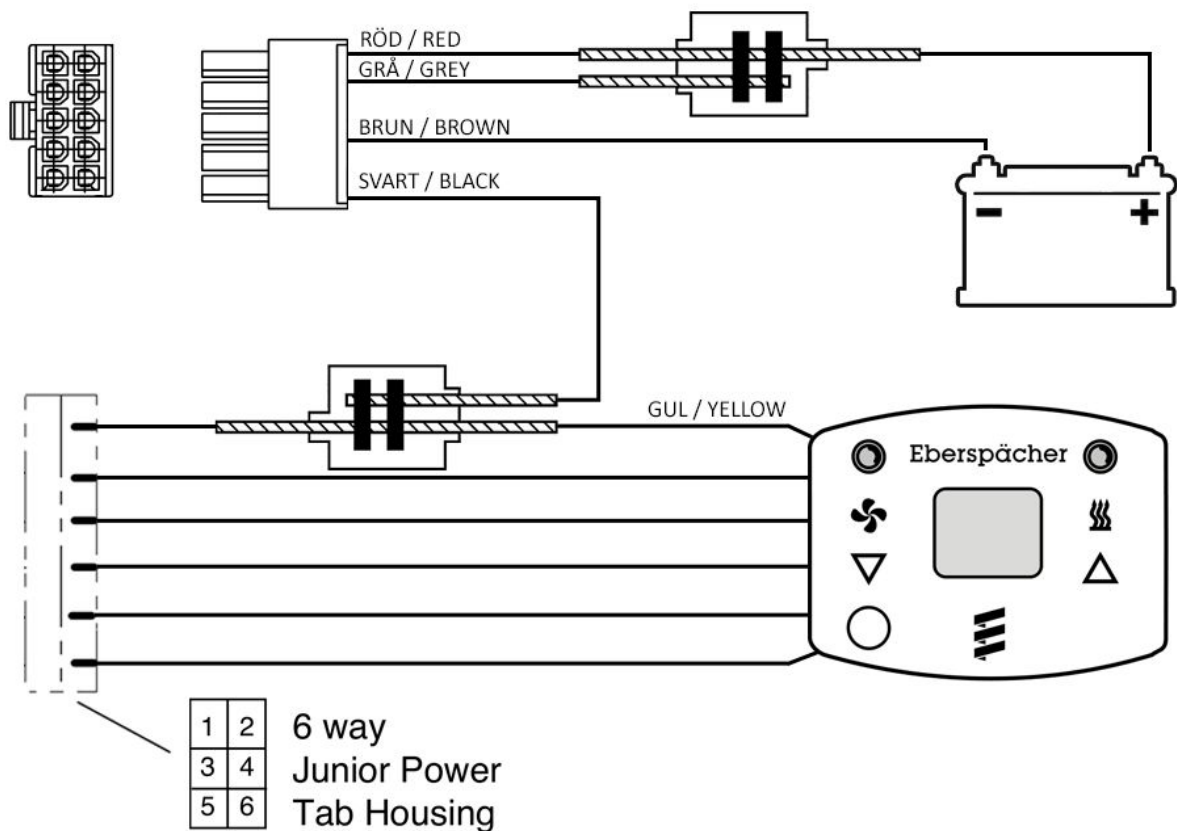 RÖD / RED
GRÅ / GREY
BRUN / BROWN
SVART / BLACK
- +
GUL / YELLOW
Eberspächer
1 2 6 way
3 4 Junior Power
5 6 Tab Housing